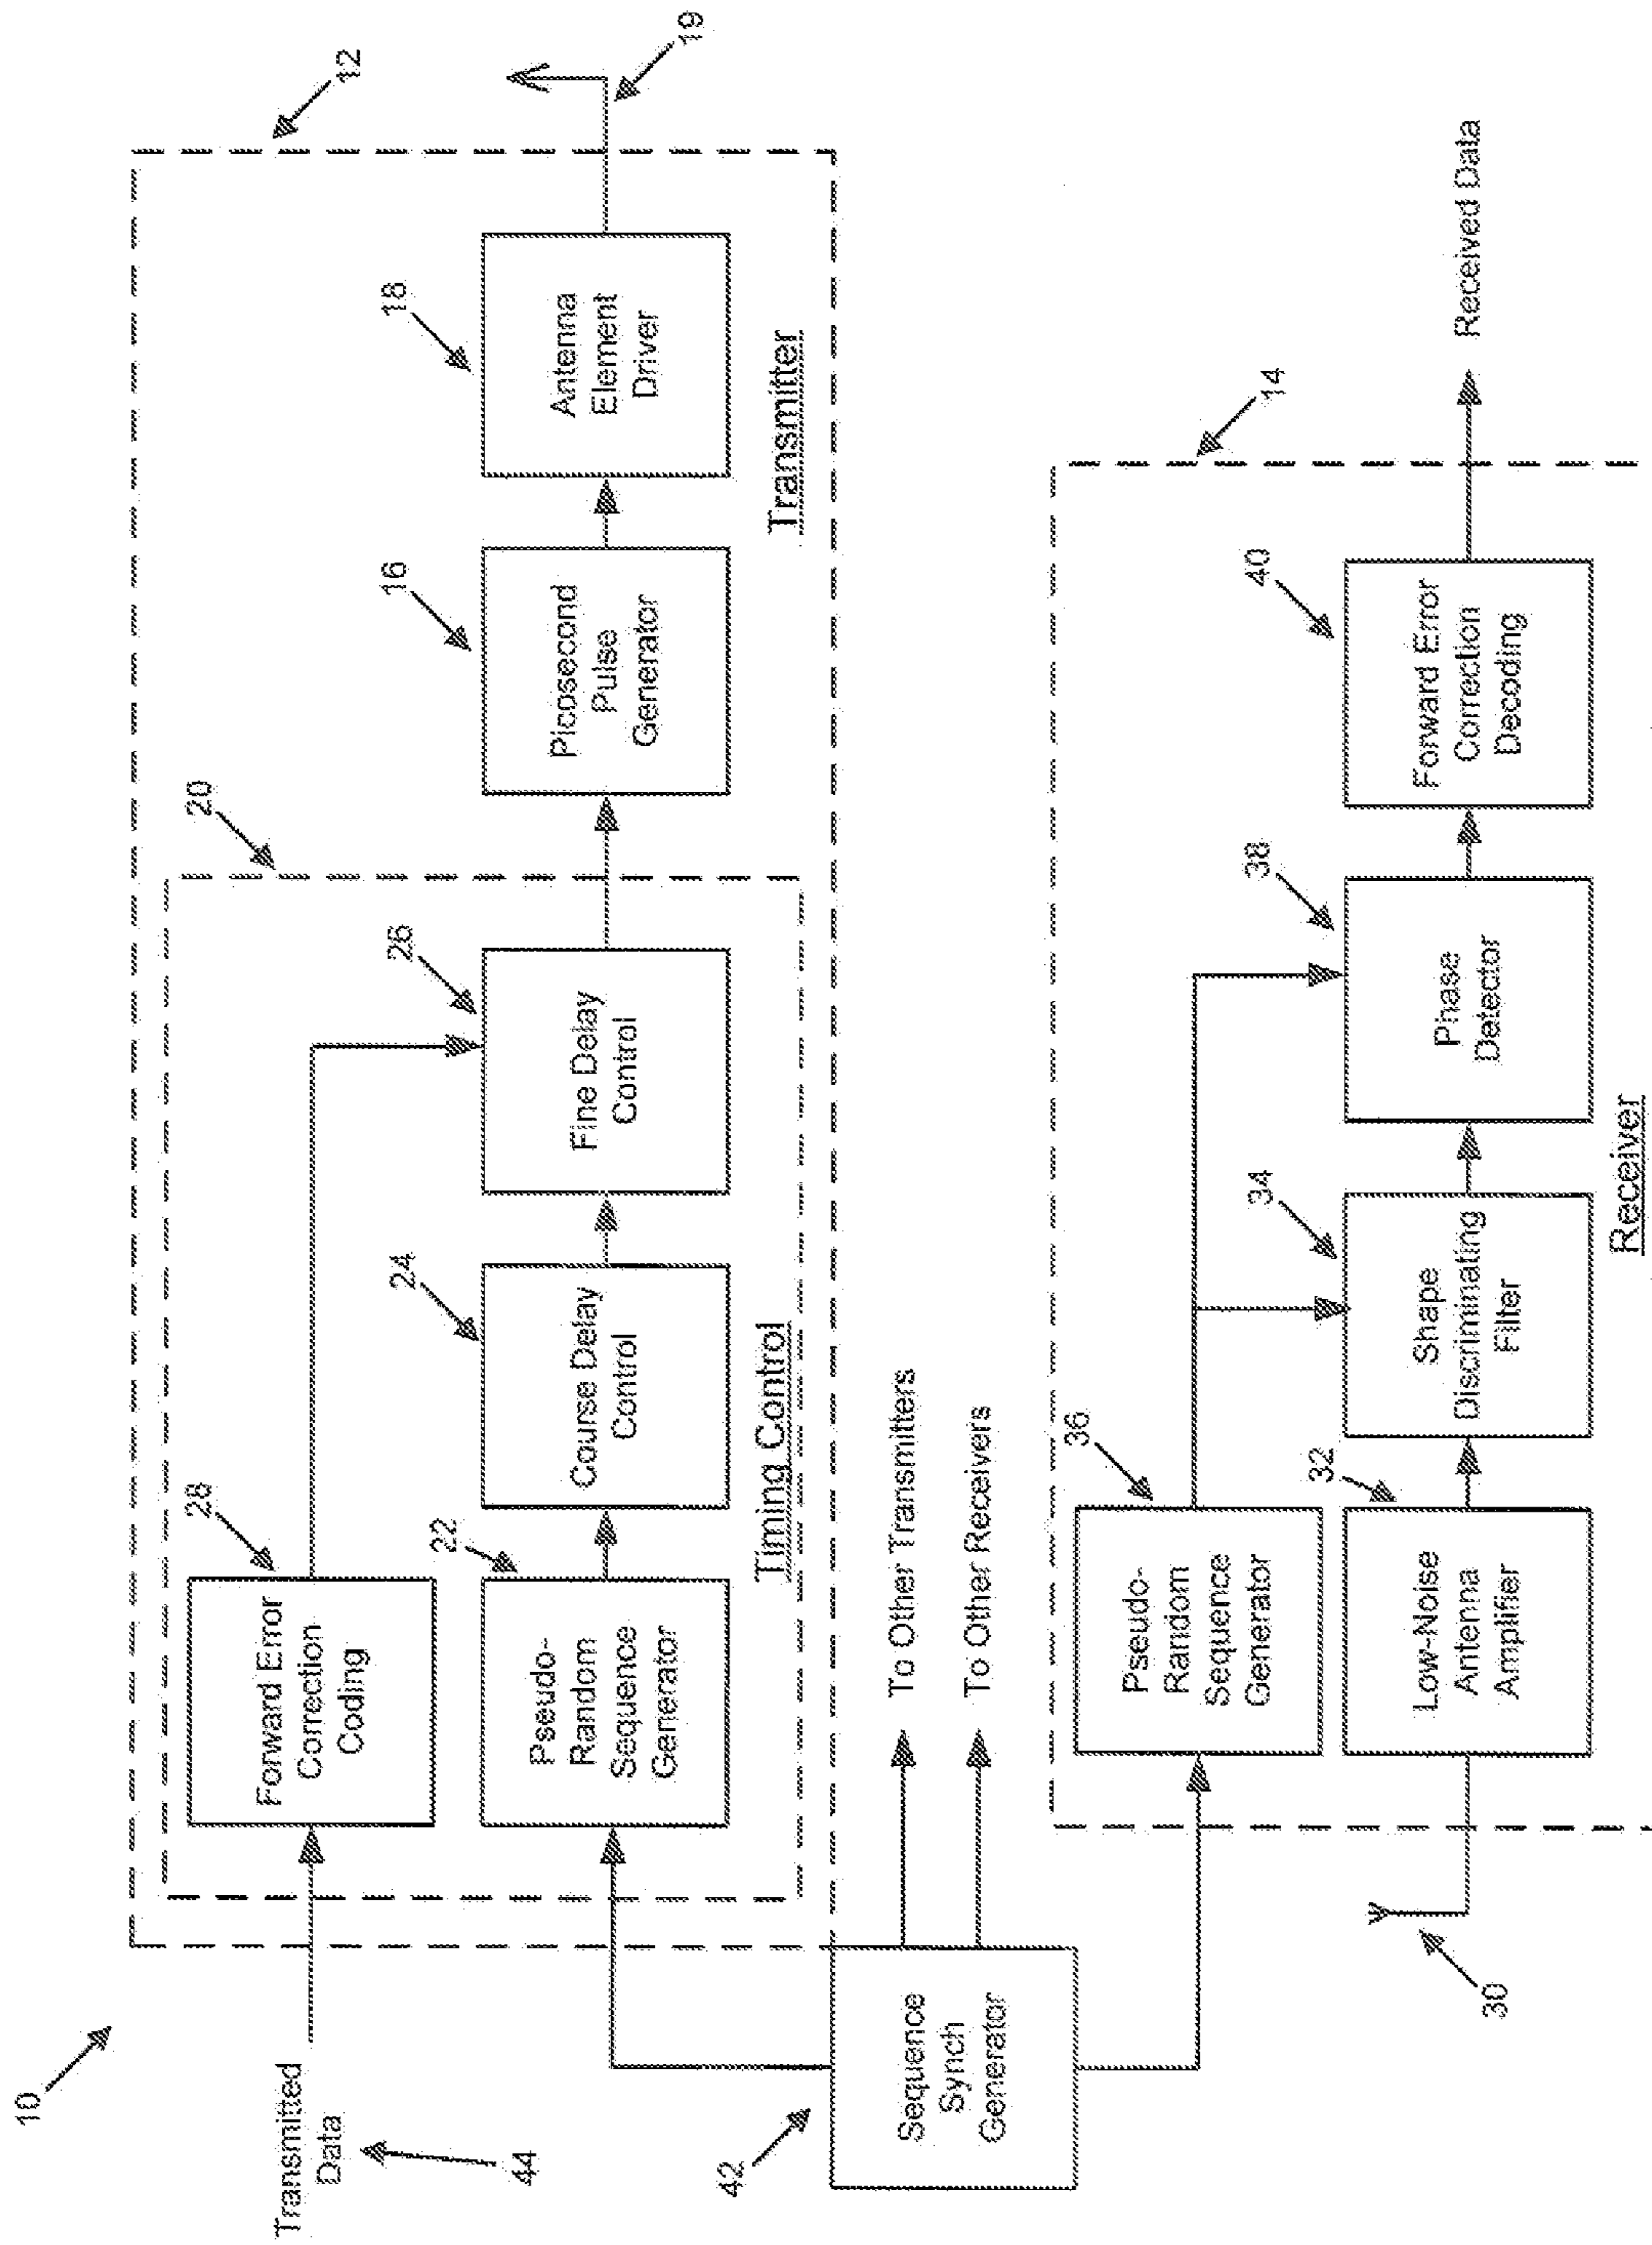 10
12
20
28
Forward Error
Correction
Coding
22
Pseudo-
Random
Sequence
Generator
24
Course Delay
Control
26
Fine Delay
Control
Timing Control
16
Picosecond
Pulse
Generator
18
Antenna
Element
Driver
19
Transmitter
Transmitted
Data
44
42
Sequence
Synch
Generator
To Other Transmitters
To Other Receivers
14
36
Pseudo-
Random
Sequence
Generator
30
32
Low-Noise
Antenna
Amplifier
34
Shape
Discriminating
Filter
38
Phase
Detector
40
Forward Error
Correction
Decoding
Received Data
Receiver